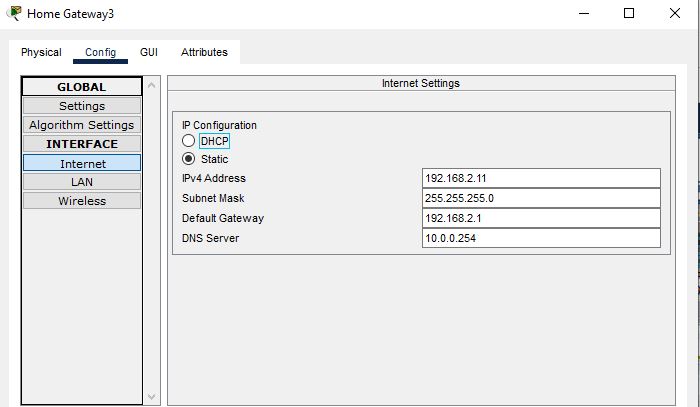 Home Gateway3
Physical Config GUI Attributes
GLOBAL
Settings
Algorithm Settings
INTERFACE
Internet
LAN
Wireless
Internet Settings
IP Configuration
DHCP
Static
IPv4 Address 192.168.2.11
Subnet Mask 255.255.255.0
Default Gateway 192.168.2.1
DNS Server 10.0.0.254